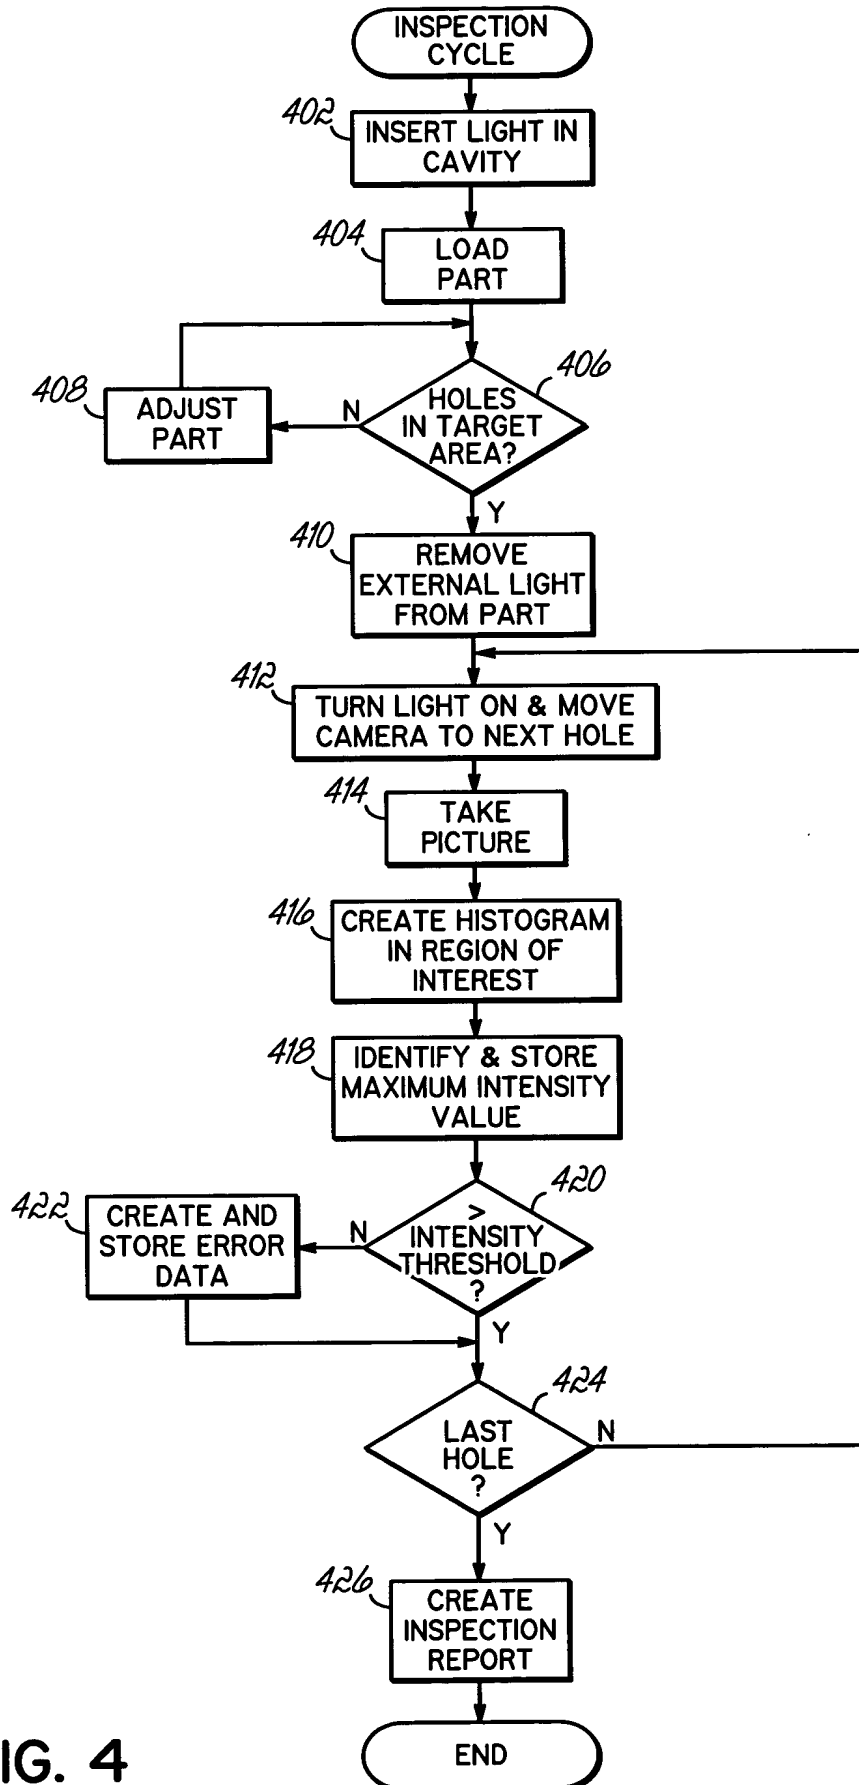 INSPECTION
CYCLE
402
INSERT LIGHT IN
CAVITY
404
LOAD
PART
406
HOLES
IN TARGET
AREA?
N
408
ADJUST
PART
Y
410
REMOVE
EXTERNAL LIGHT
FROM PART
412
TURN LIGHT ON & MOVE
CAMERA TO NEXT HOLE
414
TAKE
PICTURE
416
CREATE HISTOGRAM
IN REGION OF
INTEREST
418
IDENTIFY & STORE
MAXIMUM INTENSITY
VALUE
420
>
INTENSITY
THRESHOLD
?
N
422
CREATE AND
STORE ERROR
DATA
Y
424
LAST
HOLE
?
N
Y
426
CREATE
INSPECTION
REPORT
END
IG. 4